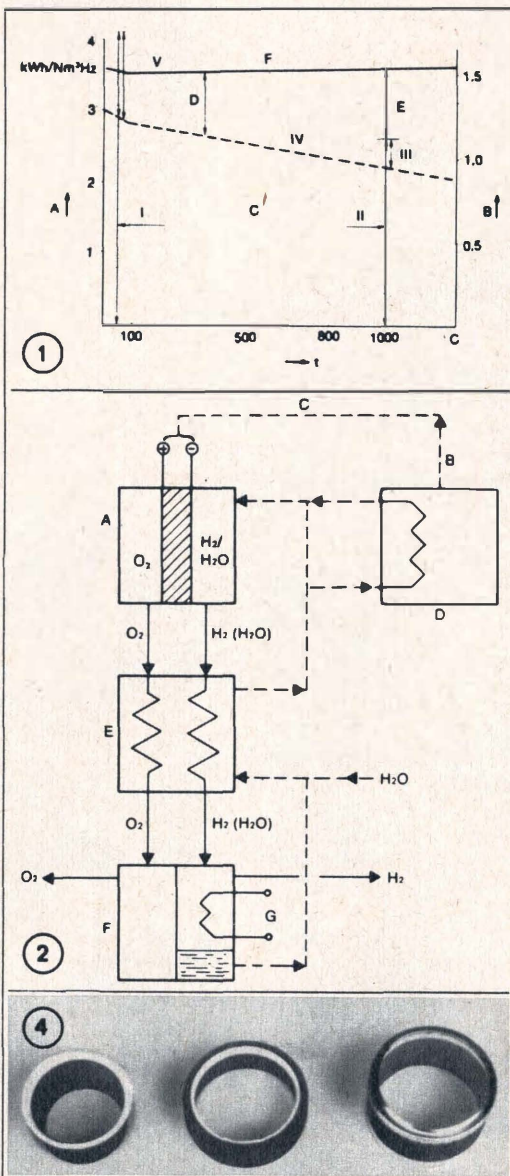 4
kWh/Nm³Hz
V
F
1.5
D
E
3
IV
III
1.0
2
A
I
C
II
B
0.5
1
1
100
500
800
1000
C
t
C
B
A
O₂
H₂/
H₂O
D
O₂
H₂ (H₂O)
E
H₂O
O₂
H₂ (H₂O)
O₂
H₂
F
G
2
4